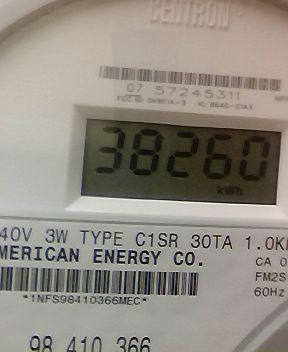 CENTRON®
07 57245311
38260
kWh
40V 3W TYPE C1SR 30TA 1.0K
MERICAN ENERGY CO.
CA 0
FM2S
60Hz
*1NFS98410366MEC*
98 410 366